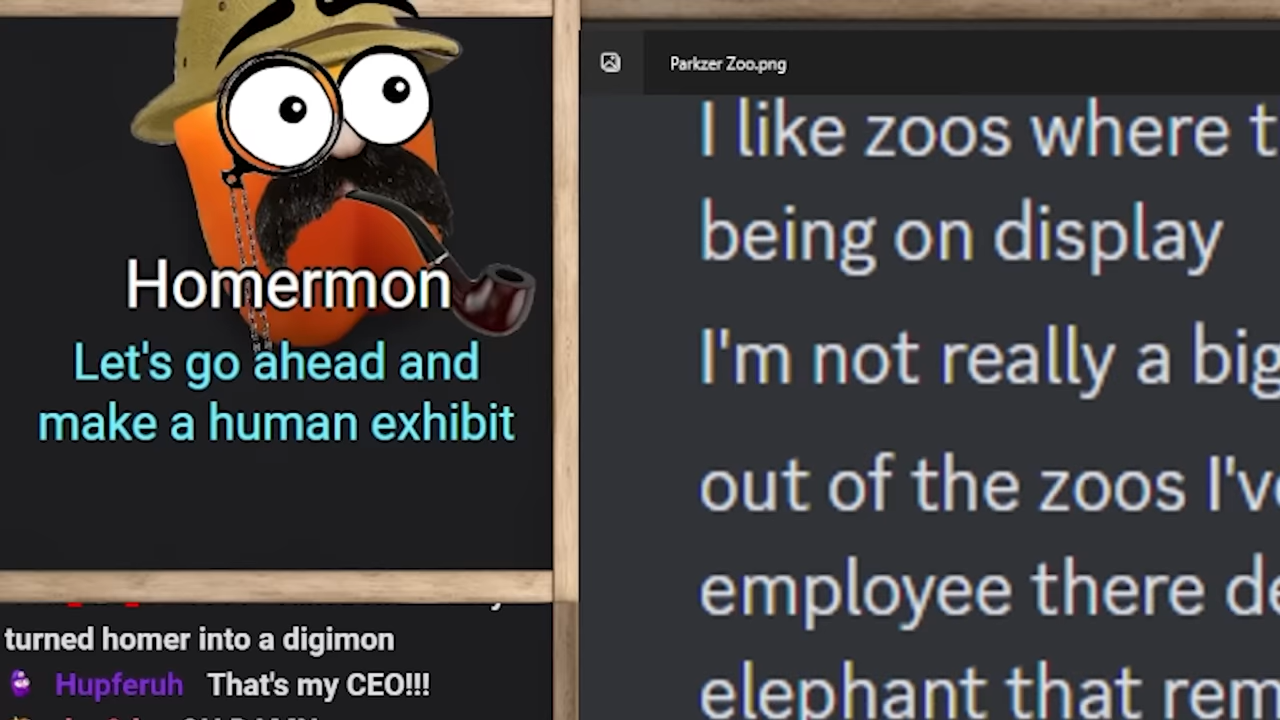 Homermon
Let's go ahead and
make a human exhibit
turned homer into a digimon
Hupferuh That's my CEO!!!
Parkzer Zoo.png
I like zoos where t
being on display
I'm not really a big
out of the zoos I've
employee there de
elephant that rem